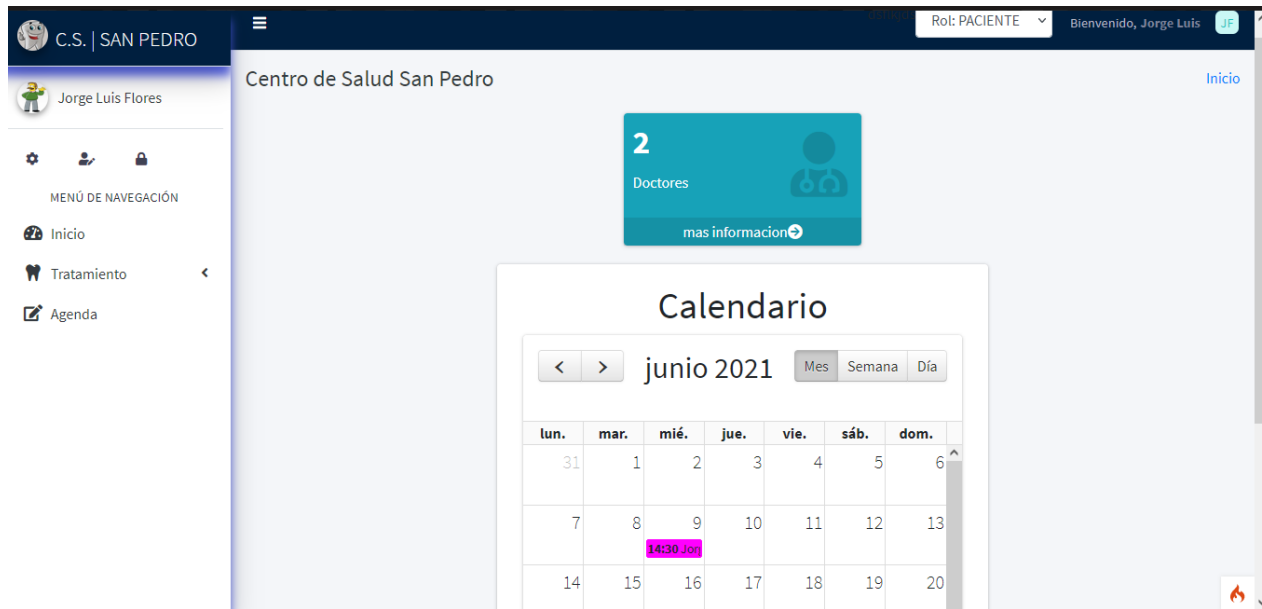 C.S. | SAN PEDRO
Rol: PACIENTE
Bienvenido, Jorge Luis
JF
Jorge Luis Flores
MENÚ DE NAVEGACIÓN
Inicio
Tratamiento
Agenda
Centro de Salud San Pedro
Inicio
2
Doctores
mas informacion
Calendario
junio 2021
Mes
Semana
Día
lun. mar. mié. jue. vie. sáb. dom.
31 1 2 3 4 5 6
7 8 9 10 11 12 13
14:30 Jor
14 15 16 17 18 19 20